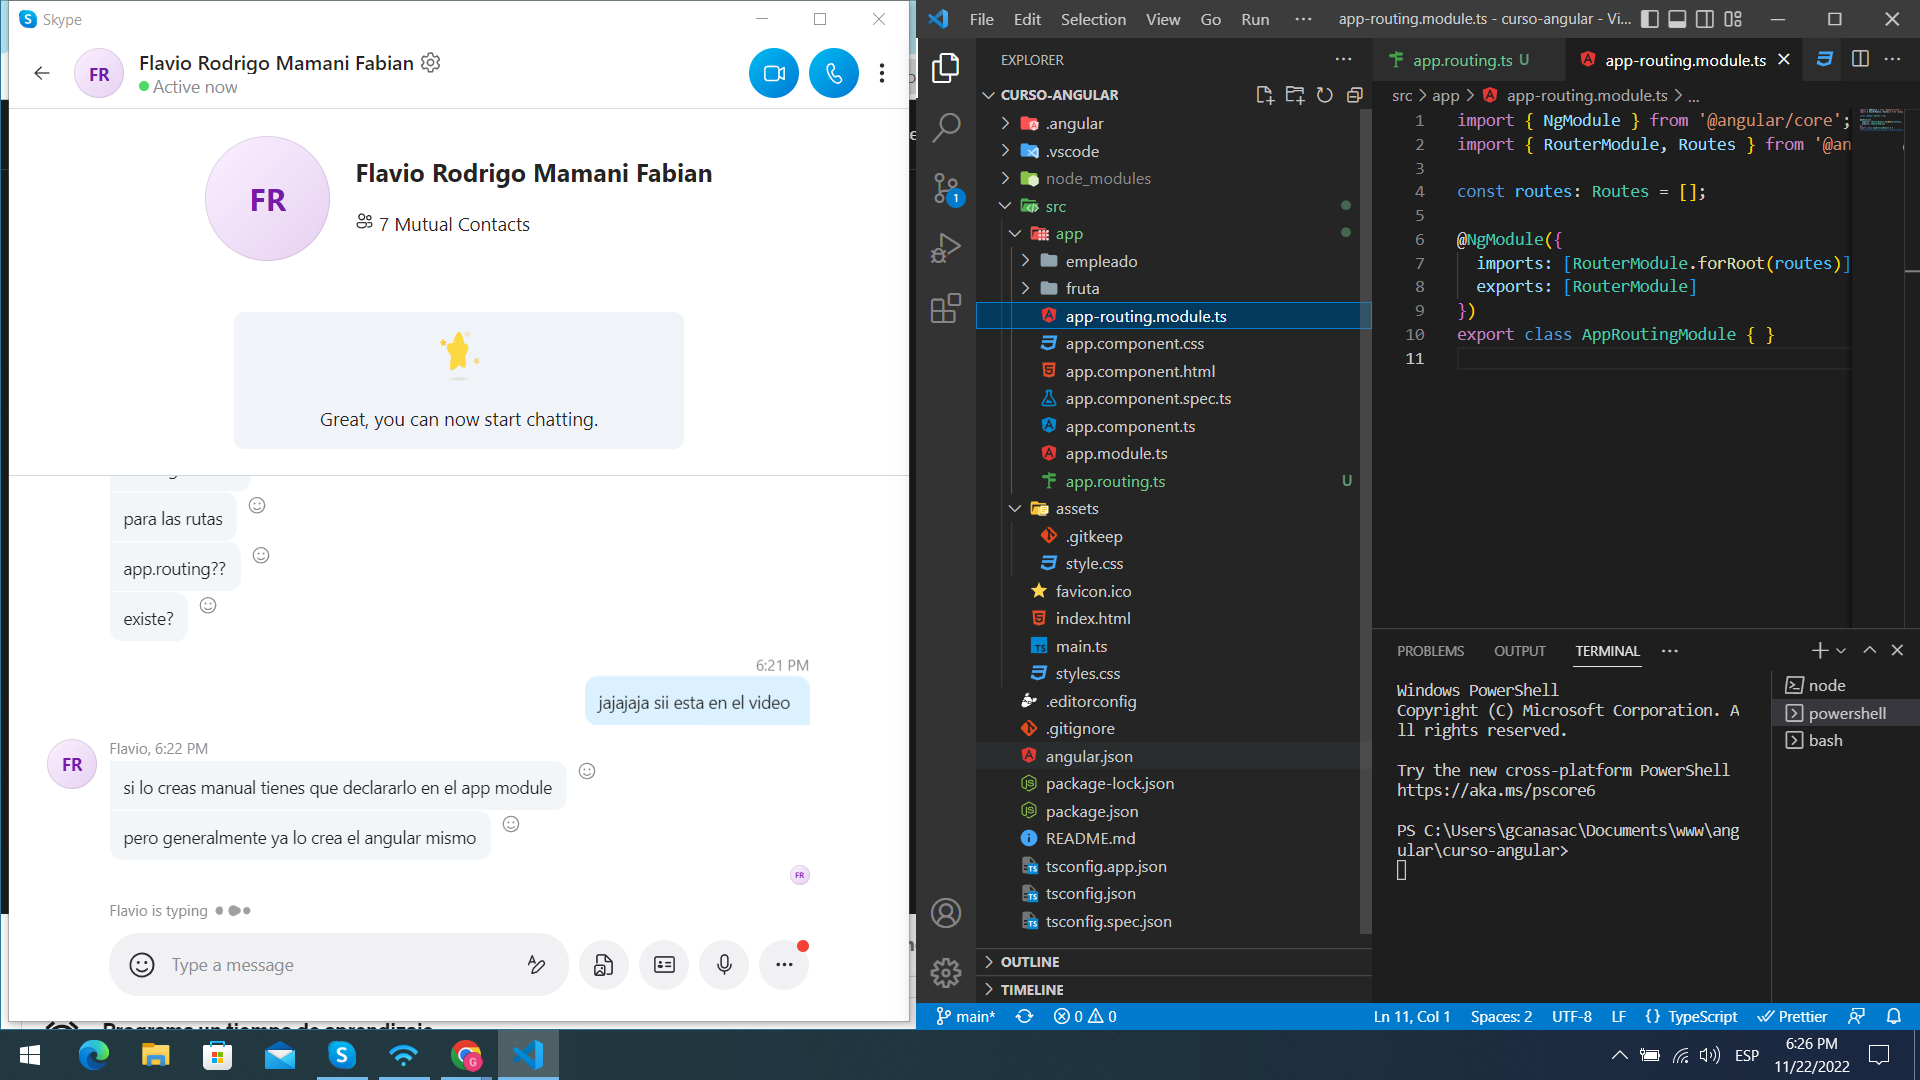 Skype
FR
Flavio Rodrigo Mamani Fabian
Active now
FR
Flavio Rodrigo Mamani Fabian
7 Mutual Contacts
Great, you can now start chatting.
para las rutas
app.routing??
existe?
6:21 PM
jajajaja sii esta en el video
FR
Flavio, 6:22 PM
si lo creas manual tienes que declararlo en el app module
pero generalmente ya lo crea el angular mismo
FR
Flavio is typing
Type a message
File Edit Selection View Go Run ··· app-routing.module.ts - curso-angular - Vi...
EXPLORER
CURSO-ANGULAR
.angular
.vscode
node_modules
src
app
empleado
fruta
app-routing.module.ts
app.component.css
app.component.html
app.component.spec.ts
app.component.ts
app.module.ts
app.routing.ts U
assets
.gitkeep
style.css
favicon.ico
index.html
main.ts
styles.css
.editorconfig
.gitignore
angular.json
package-lock.json
package.json
README.md
tsconfig.app.json
tsconfig.json
tsconfig.spec.json
OUTLINE
TIMELINE
1
app.routing.ts U
app-routing.module.ts
src > app > app-routing.module.ts > ...
1 import { NgModule } from '@angular/core';
2 import { RouterModule, Routes } from '@an
3
4 const routes: Routes = [];
5
6 @NgModule({
7 imports: [RouterModule.forRoot(routes)]
8 exports: [RouterModule]
9 })
10 export class AppRoutingModule { }
11
PROBLEMS OUTPUT TERMINAL ···
Windows PowerShell
Copyright (C) Microsoft Corporation. A
ll rights reserved.
Try the new cross-platform PowerShell
https://aka.ms/pscore6
PS C:\Users\gcanasac\Documents\www\ang
ular\curso-angular>
node
powershell
bash
main* 0 0 Ln 11, Col 1 Spaces: 2 UTF-8 LF {} TypeScript Prettier
ESP
6:26 PM
11/22/2022